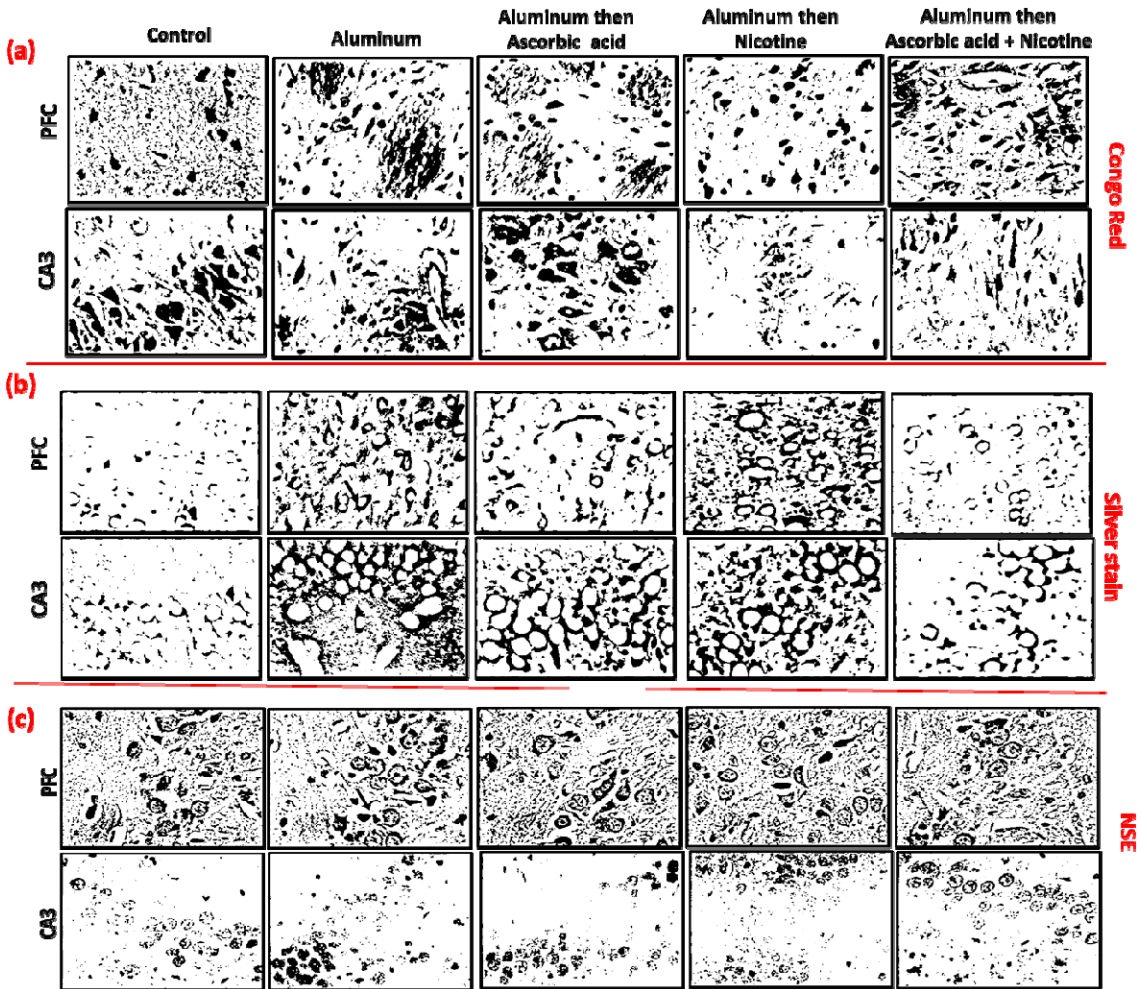 (a)
Control
Aluminum
Aluminum then
Ascorbic acid
Aluminum then
Nicotine
Aluminum then
Ascorbic acid + Nicotine
PFC
CA3
Congo Red
(b)
PFC
CA3
Silver stain
(c)
PFC
CA3
NSE